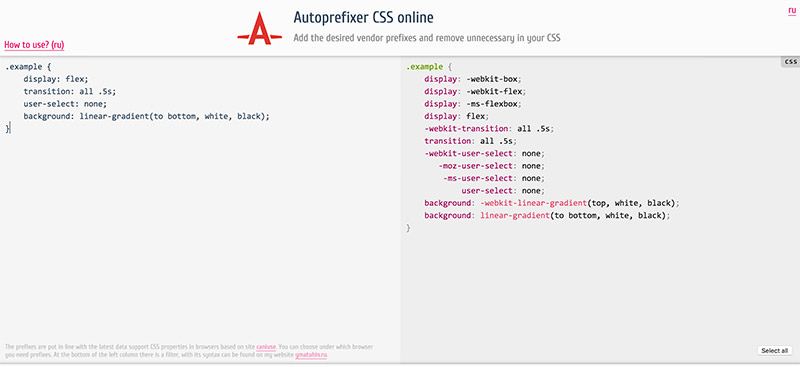 Autoprefixer CSS online
ru
Add the desired vendor prefixes and remove unnecessary in your CSS
How to use? (ru)
.example {
display: flex;
transition: all .5s;
user-select: none;
background: linear-gradient(to bottom, white, black);
}
css
.example {
display: -webkit-box;
display: -webkit-flex;
display: -ms-flexbox;
display: flex;
-webkit-transition: all .5s;
transition: all .5s;
-webkit-user-select: none;
-moz-user-select: none;
-ms-user-select: none;
user-select: none;
background: -webkit-linear-gradient(top, white, black);
background: linear-gradient(to bottom, white, black);
}
The prefixes are put in line with the latest data support CSS properties in browsers based on site caniuse. You can choose under which browser
you need prefixes. At the bottom of the left column there is a filter, with its syntax can be found on my website
Select all